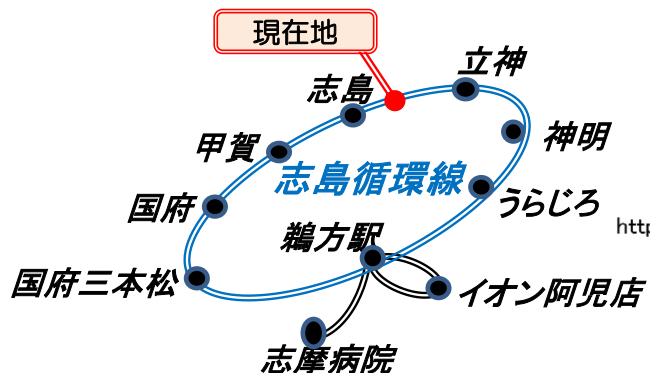 現在地
立神
志島
神明
甲賀
志島循環線
国府
うらじろ
http
鵜方駅
国府三本松
イオン阿児店
志摩病院